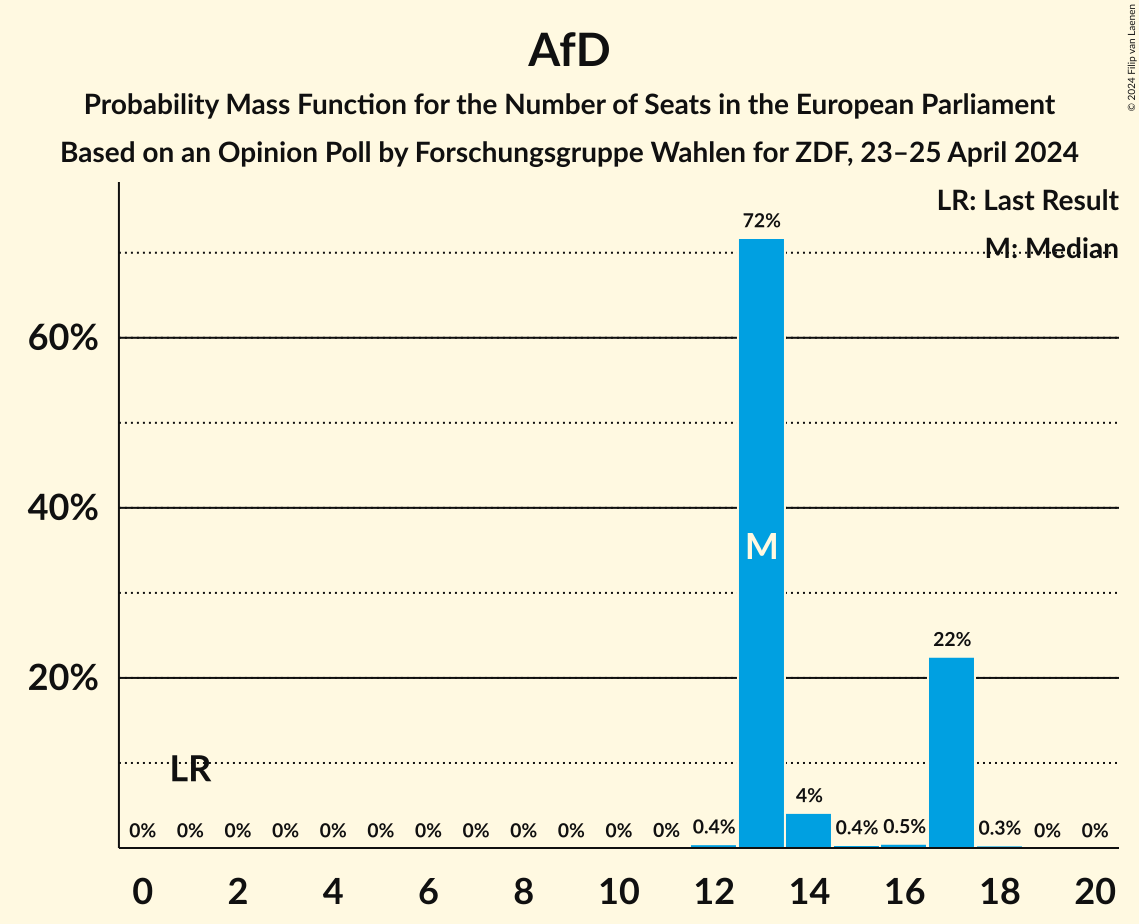 AfD
Probability Mass Function for the Number of Seats in the European Parliament
Based on an Opinion Poll by Forschungsgruppe Wahlen for ZDF, 23–25 April 2024
© 2024 Filip van Laenen
LR: Last Result
M: Median
72%
60%
40%
M
22%
20%
LR
4%
0% 0% 0% 0% 0% 0% 0% 0% 0% 0% 0% 0% 0.4% 0.4% 0.5% 0.3% 0% 0%
0 2 4 6 8 10 12 14 16 18 20